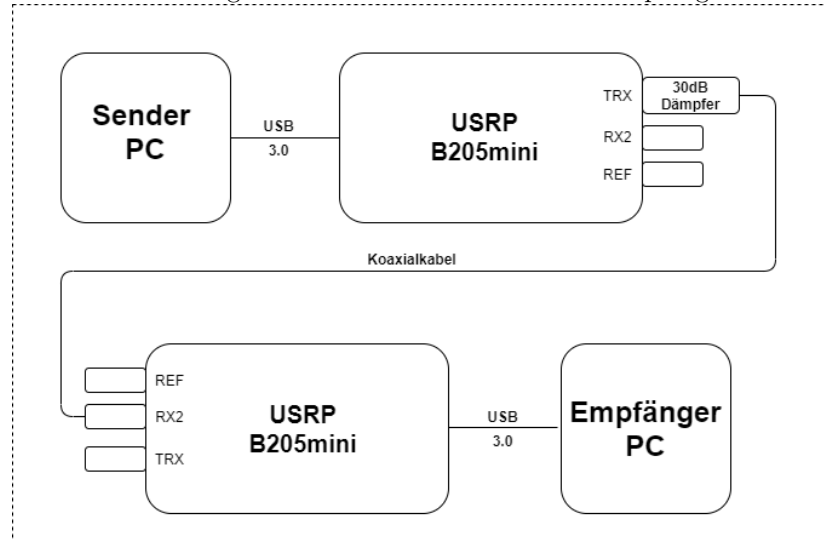 Sender
PC
USB
3.0
USRP
B205mini
TRX
30dB
Dämpfer
RX2
REF
Koaxialkabel
REF
RX2
TRX
USRP
B205mini
USB
3.0
Empfänger
PC